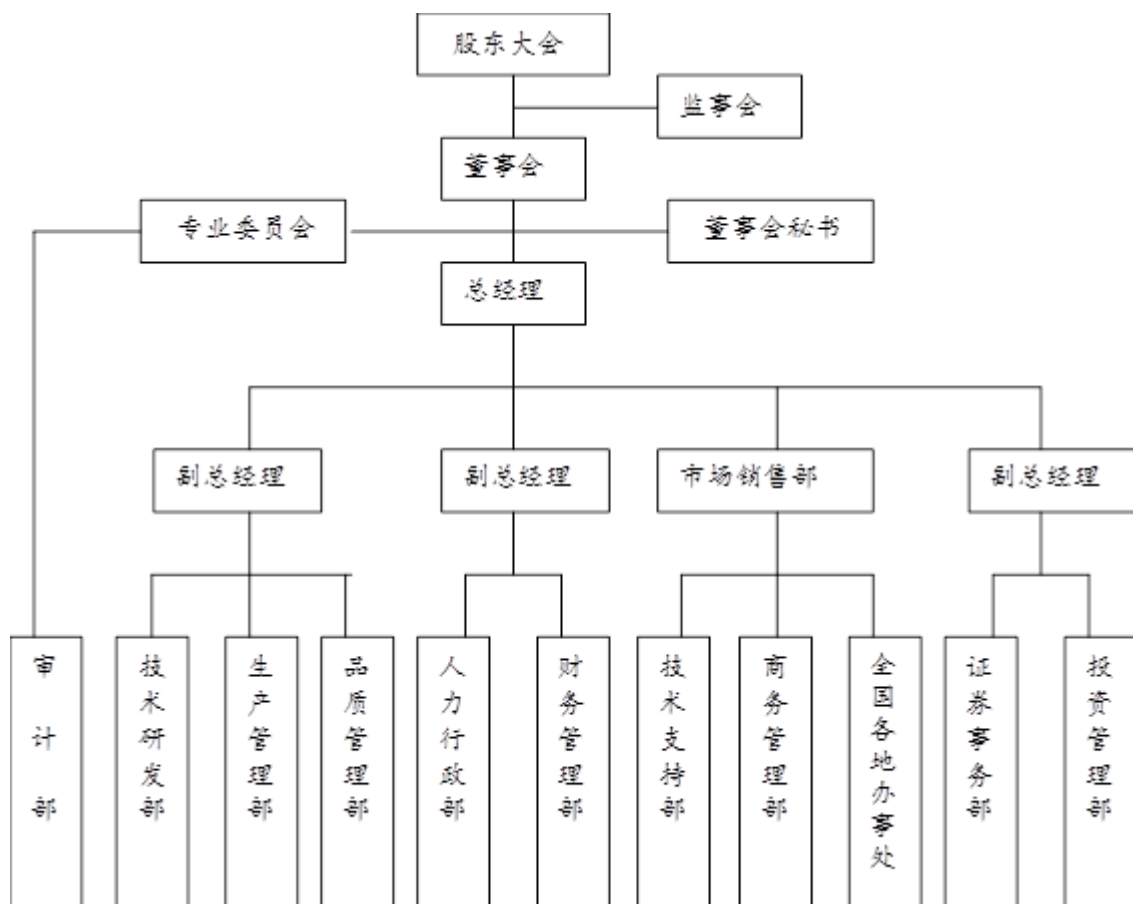 股东大会
监事会
董事会
专业委员会
董事会秘书
总经理
副总经理
副总经理
市场销售部
副总经理
审计部
技术研发部
生产管理部
品质管理部
人力行政部
财务管理部
技术支持部
商务管理部
全国各地办事处
证券事务部
投资管理部